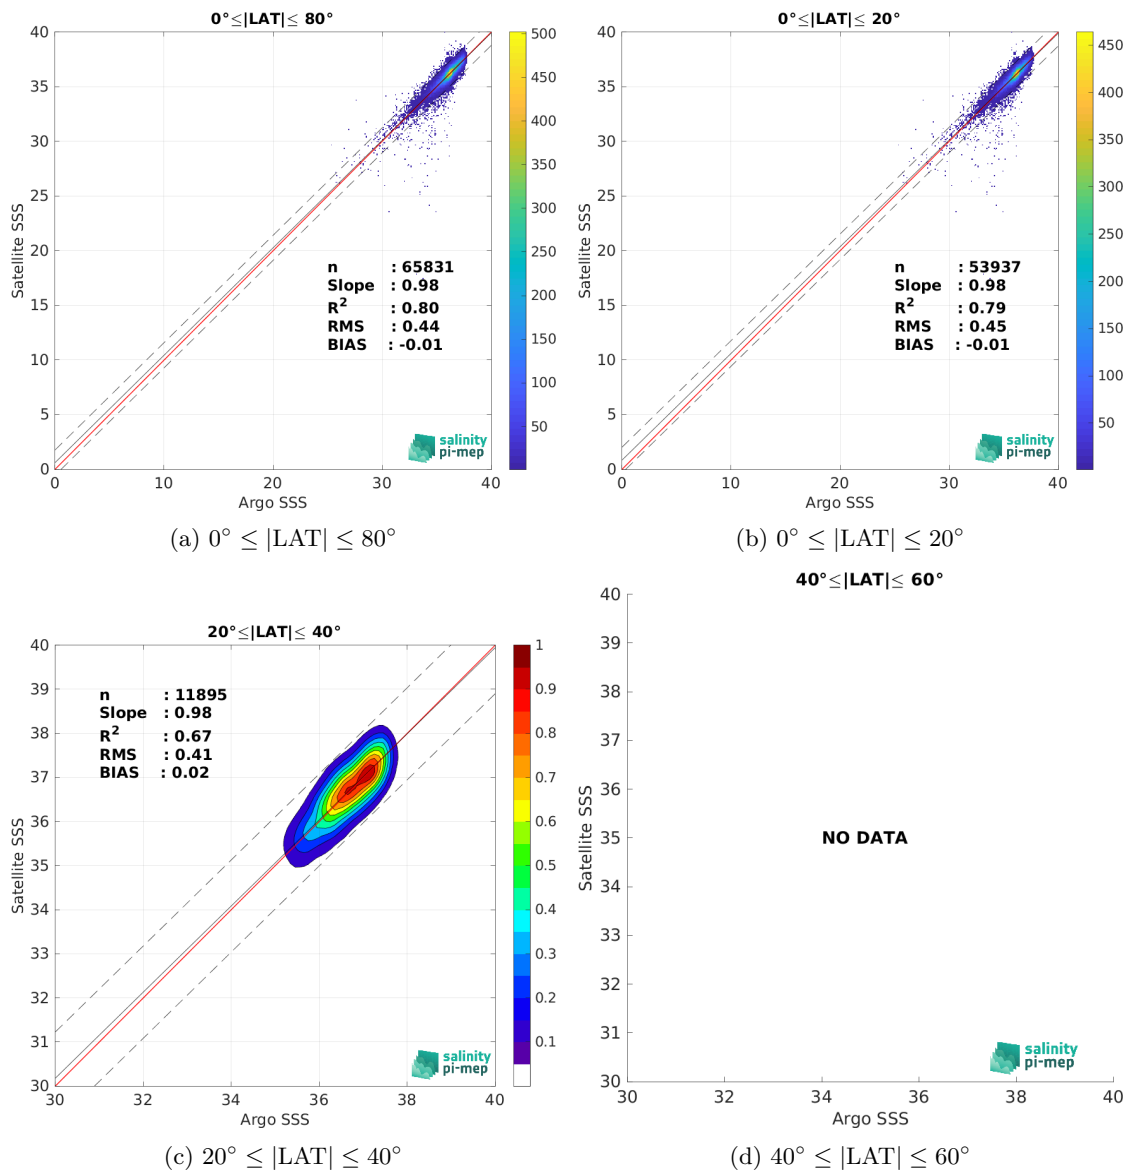 0°≤|LAT|≤ 80°
40
35
30
25
20
15
10
5
0
Satellite SSS
n : 65831
Slope : 0.98
R² : 0.80
RMS : 0.44
BIAS : -0.01
salinity
pi-mep
0 10 20 30 40
Argo SSS
500
450
400
350
300
250
200
150
100
50
(a) 0° ≤ |LAT| ≤ 80°
0°≤|LAT|≤ 20°
40
35
30
25
20
15
10
5
0
Satellite SSS
n : 53937
Slope : 0.98
R² : 0.79
RMS : 0.45
BIAS : -0.01
salinity
pi-mep
0 10 20 30 40
Argo SSS
450
400
350
300
250
200
150
100
50
(b) 0° ≤ |LAT| ≤ 20°
20°≤|LAT|≤ 40°
40
39
38
37
36
35
34
33
32
31
30
Satellite SSS
n : 11895
Slope : 0.98
R² : 0.67
RMS : 0.41
BIAS : 0.02
salinity
pi-mep
30 32 34 36 38 40
Argo SSS
1
0.9
0.8
0.7
0.6
0.5
0.4
0.3
0.2
0.1
(c) 20° ≤ |LAT| ≤ 40°
40°≤|LAT|≤ 60°
40
39
38
37
36
35
34
33
32
31
30
Satellite SSS
NO DATA
salinity
pi-mep
30 32 34 36 38 40
Argo SSS
(d) 40° ≤ |LAT| ≤ 60°